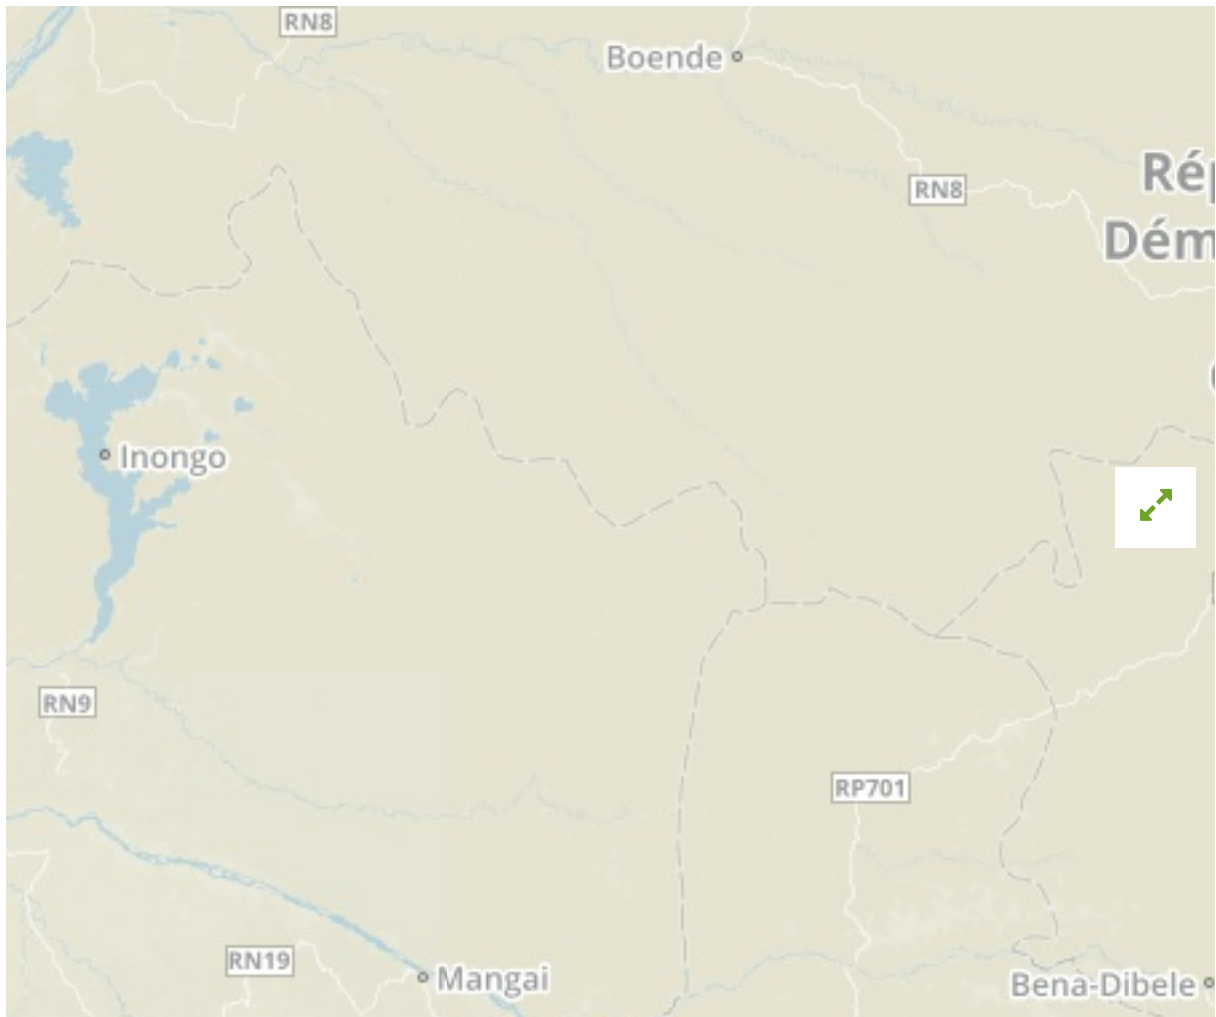 RN8
Boende
Rép
RN8
Dém
Inongo
RN9
RP701
RN19
Mangai
Bena-Dibele